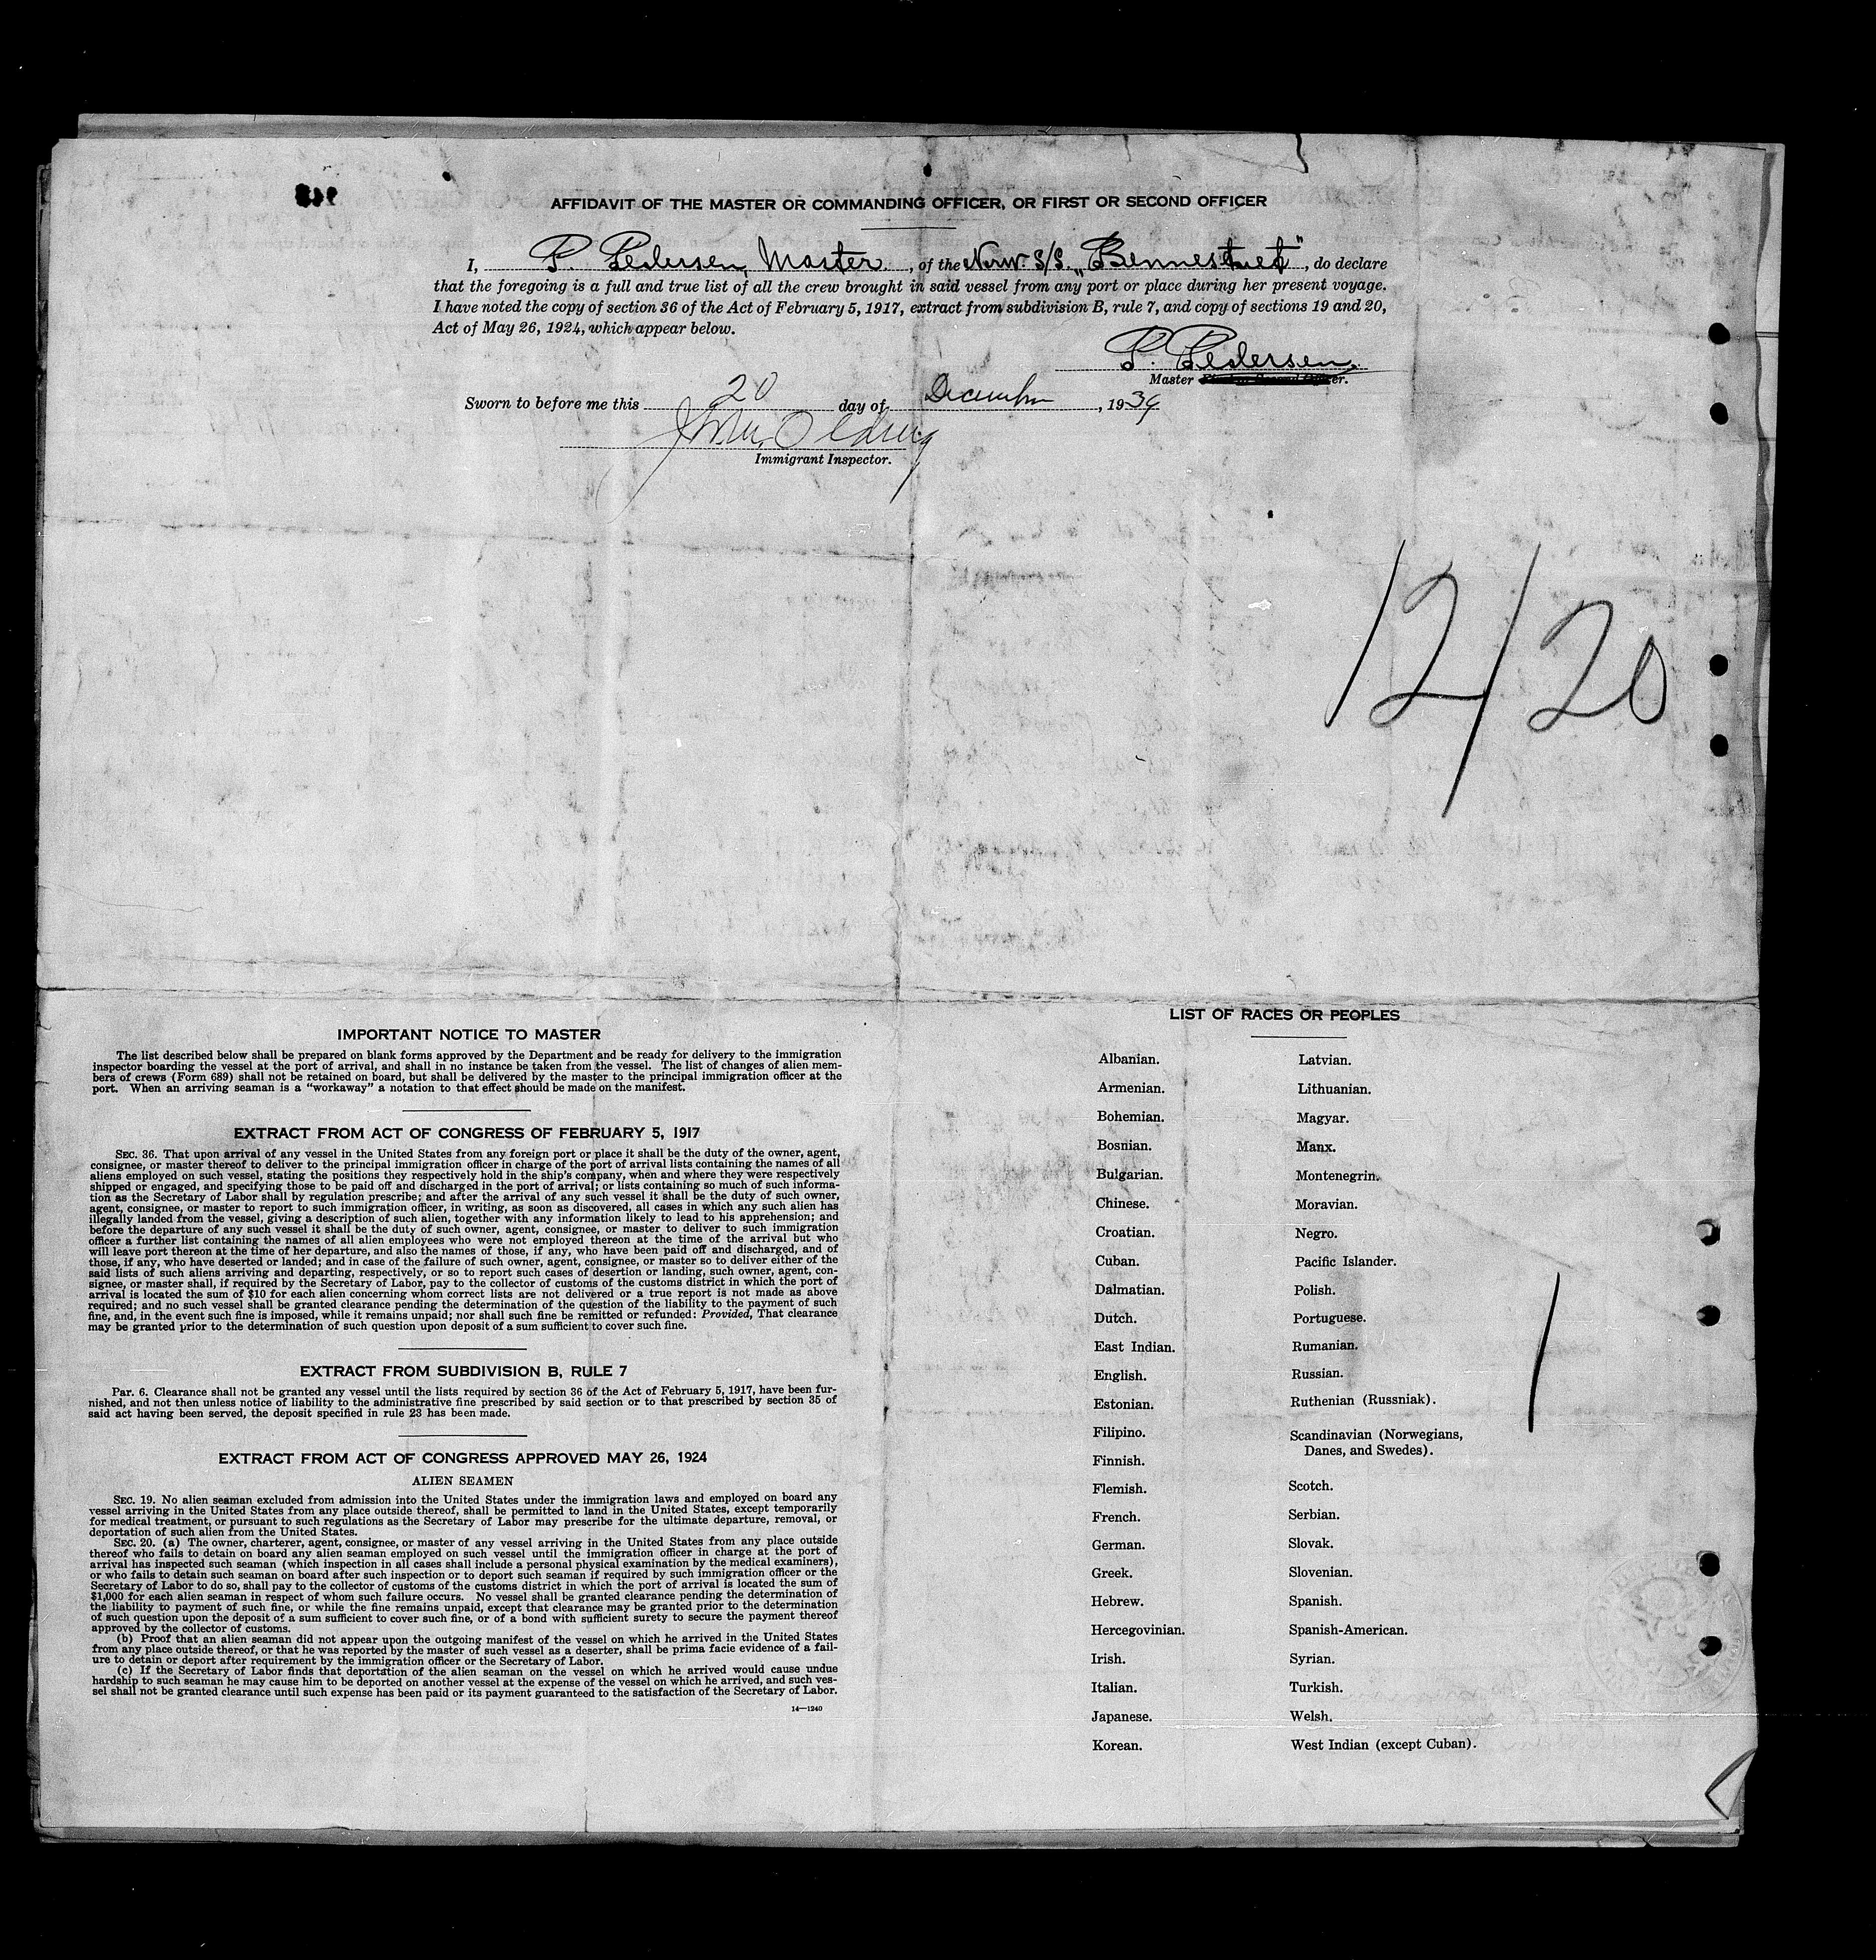 AFFIDAVIT OF THE MASTER OR COMMANDING OFFICER, OR FIRST OR SECOND OFFICER
I, P. Pedersen, Master, of the Norw. S/S. „Bennestvet", do declare
that the foregoing is a full and true list of all the crew brought in said vessel from any port or place during her present voyage.
I have noted the copy of section 36 of the Act of February 5, 1917, extract from subdivision B, rule 7, and copy of sections 19 and 20,
Act of May 26, 1924, which appear below.
P. Pedersen.
Master
Sworn to before me this 20 day of December, 1939
Immigrant Inspector.
12/20
IMPORTANT NOTICE TO MASTER
The list described below shall be prepared on blank forms approved by the Department and be ready for delivery to the immigration
inspector boarding the vessel at the port of arrival, and shall in no instance be taken from the vessel. The list of changes of alien mem-
bers of crews (Form 689) shall not be retained on board, but shall be delivered by the master to the principal immigration officer at the
port. When an arriving seaman is a "workaway" a notation to that effect should be made on the manifest.
EXTRACT FROM ACT OF CONGRESS OF FEBRUARY 5, 1917
SEC. 36. That upon arrival of any vessel in the United States from any foreign port or place it shall be the duty of the owner, agent,
consignee, or master thereof to deliver to the principal immigration officer in charge of the port of arrival lists containing the names of all
aliens employed on such vessel, stating the positions they respectively hold in the ship's company, when and where they were respectively
shipped or engaged, and specifying those to be paid off and discharged in the port of arrival; or lists containing so much of such informa-
tion as the Secretary of Labor shall by regulation prescribe; and after the arrival of any such vessel it shall be the duty of such owner,
agent, consignee, or master to report to such immigration officer, in writing, as soon as discovered, all cases in which any such alien has
illegally landed from the vessel, giving a description of such alien, together with any information likely to lead to his apprehension; and
before the departure of any such vessel it shall be the duty of such owner, agent, consignee, or master to deliver to such immigration
officer a further list containing the names of all alien employees who were not employed thereon at the time of the arrival but who
will leave port thereon at the time of her departure, and also the names of those, if any, who have been paid off and discharged, and of
those, if any, who have deserted or landed; and in case of the failure of such owner, agent, consignee, or master so to deliver either of the
said lists of such aliens arriving and departing, respectively, or so to report such cases of desertion or landing, such owner, agent, con-
signee, or master shall, if required by the Secretary of Labor, pay to the collector of customs of the customs district in which the port of
arrival is located the sum of $10 for each alien concerning whom correct lists are not delivered or a true report is not made as above
required; and no such vessel shall be granted clearance pending the determination of the question of the liability to the payment of such
fine, and, in the event such fine is imposed, while it remains unpaid; nor shall such fine be remitted or refunded: Provided, That clearance
may be granted prior to the determination of such question upon deposit of a sum sufficient to cover such fine.
EXTRACT FROM SUBDIVISION B, RULE 7
Par. 6. Clearance shall not be granted any vessel until the lists required by section 36 of the Act of February 5, 1917, have been fur-
nished, and not then unless notice of liability to the administrative fine prescribed by said section or to that prescribed by section 35 of
said act having been served, the deposit specified in rule 23 has been made.
EXTRACT FROM ACT OF CONGRESS APPROVED MAY 26, 1924
ALIEN SEAMEN
SEC. 19. No alien seaman excluded from admission into the United States under the immigration laws and employed on board any
vessel arriving in the United States from any place outside thereof, shall be permitted to land in the United States, except temporarily
for medical treatment, or pursuant to such regulations as the Secretary of Labor may prescribe for the ultimate departure, removal, or
deportation of such alien from the United States.
SEC. 20. (a) The owner, charterer, agent, consignee, or master of any vessel arriving in the United States from any place outside
thereof who fails to detain on board any alien seaman employed on such vessel until the immigration officer in charge at the port of
arrival has inspected such seaman (which inspection in all cases shall include a personal physical examination by the medical examiners),
or who fails to detain such seaman on board after such inspection or to deport such seaman if required by such immigration officer or the
Secretary of Labor to do so, shall pay to the collector of customs of the customs district in which the port of arrival is located the sum of
$1,000 for each alien seaman in respect of whom such failure occurs. No vessel shall be granted clearance pending the determination of
the liability to payment of such fine, or while the fine remains unpaid, except that clearance may be granted prior to the determination
of such question upon the deposit of a sum sufficient to cover such fine, or of a bond with sufficient surety to secure the payment thereof
approved by the collector of customs.
(b) Proof that an alien seaman did not appear upon the outgoing manifest of the vessel on which he arrived in the United States
from any place outside thereof, or that he was reported by the master of such vessel as a deserter, shall be prima facie evidence of a fail-
ure to detain or deport after requirement by the immigration officer or the Secretary of Labor.
(c) If the Secretary of Labor finds that deportation of the alien seaman on the vessel on which he arrived would cause undue
hardship to such seaman he may cause him to be deported on another vessel at the expense of the vessel on which he arrived, and such ves-
sel shall not be granted clearance until such expense has been paid or its payment guaranteed to the satisfaction of the Secretary of Labor.
14—1240
LIST OF RACES OR PEOPLES
Albanian.
Armenian.
Bohemian.
Bosnian.
Bulgarian.
Chinese.
Croatian.
Cuban.
Dalmatian.
Dutch.
East Indian.
English.
Estonian.
Filipino.
Finnish.
Flemish.
French.
German.
Greek.
Hebrew.
Hercegovinian.
Irish.
Italian.
Japanese.
Korean.
Latvian.
Lithuanian.
Magyar.
Manx.
Montenegrin.
Moravian.
Negro.
Pacific Islander.
Polish.
Portuguese.
Rumanian.
Russian.
Ruthenian (Russniak).
Scandinavian (Norwegians,
Danes, and Swedes).
Scotch.
Serbian.
Slovak.
Slovenian.
Spanish.
Spanish-American.
Syrian.
Turkish.
Welsh.
West Indian (except Cuban).